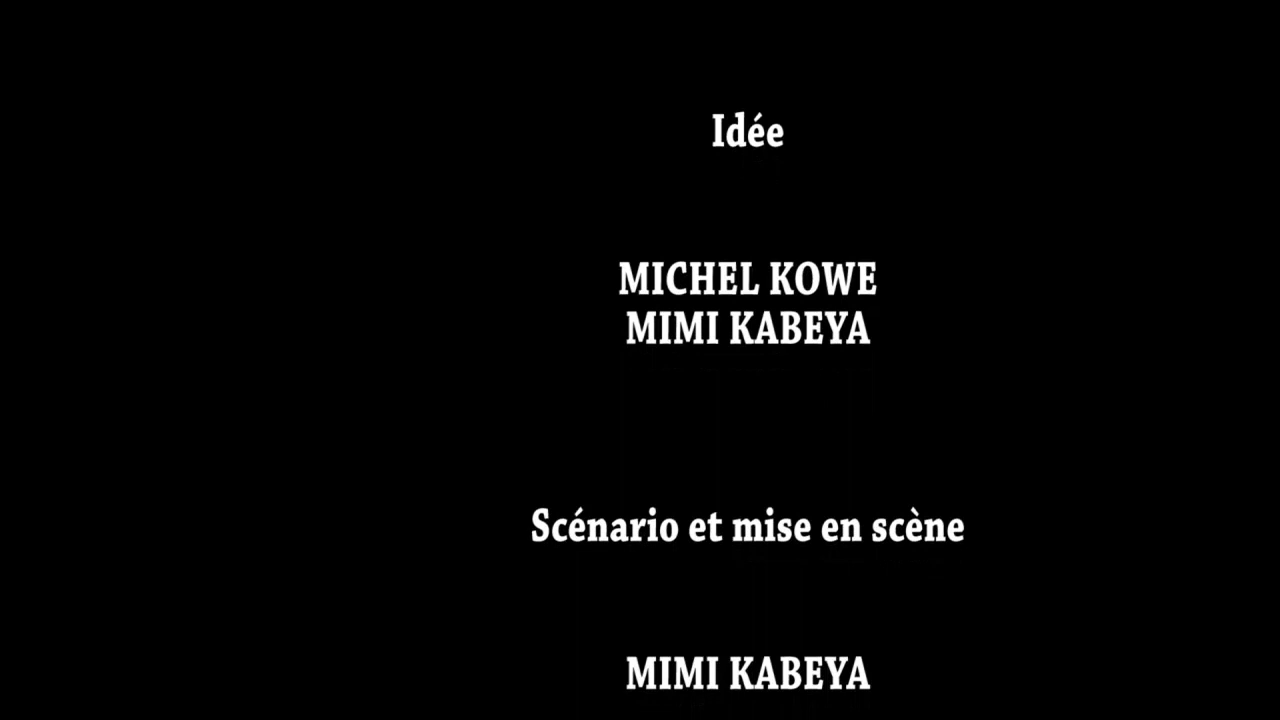 Idée
MICHEL KOWE
MIMI KABEYA
Scénario et mise en scène
MIMI KABEYA